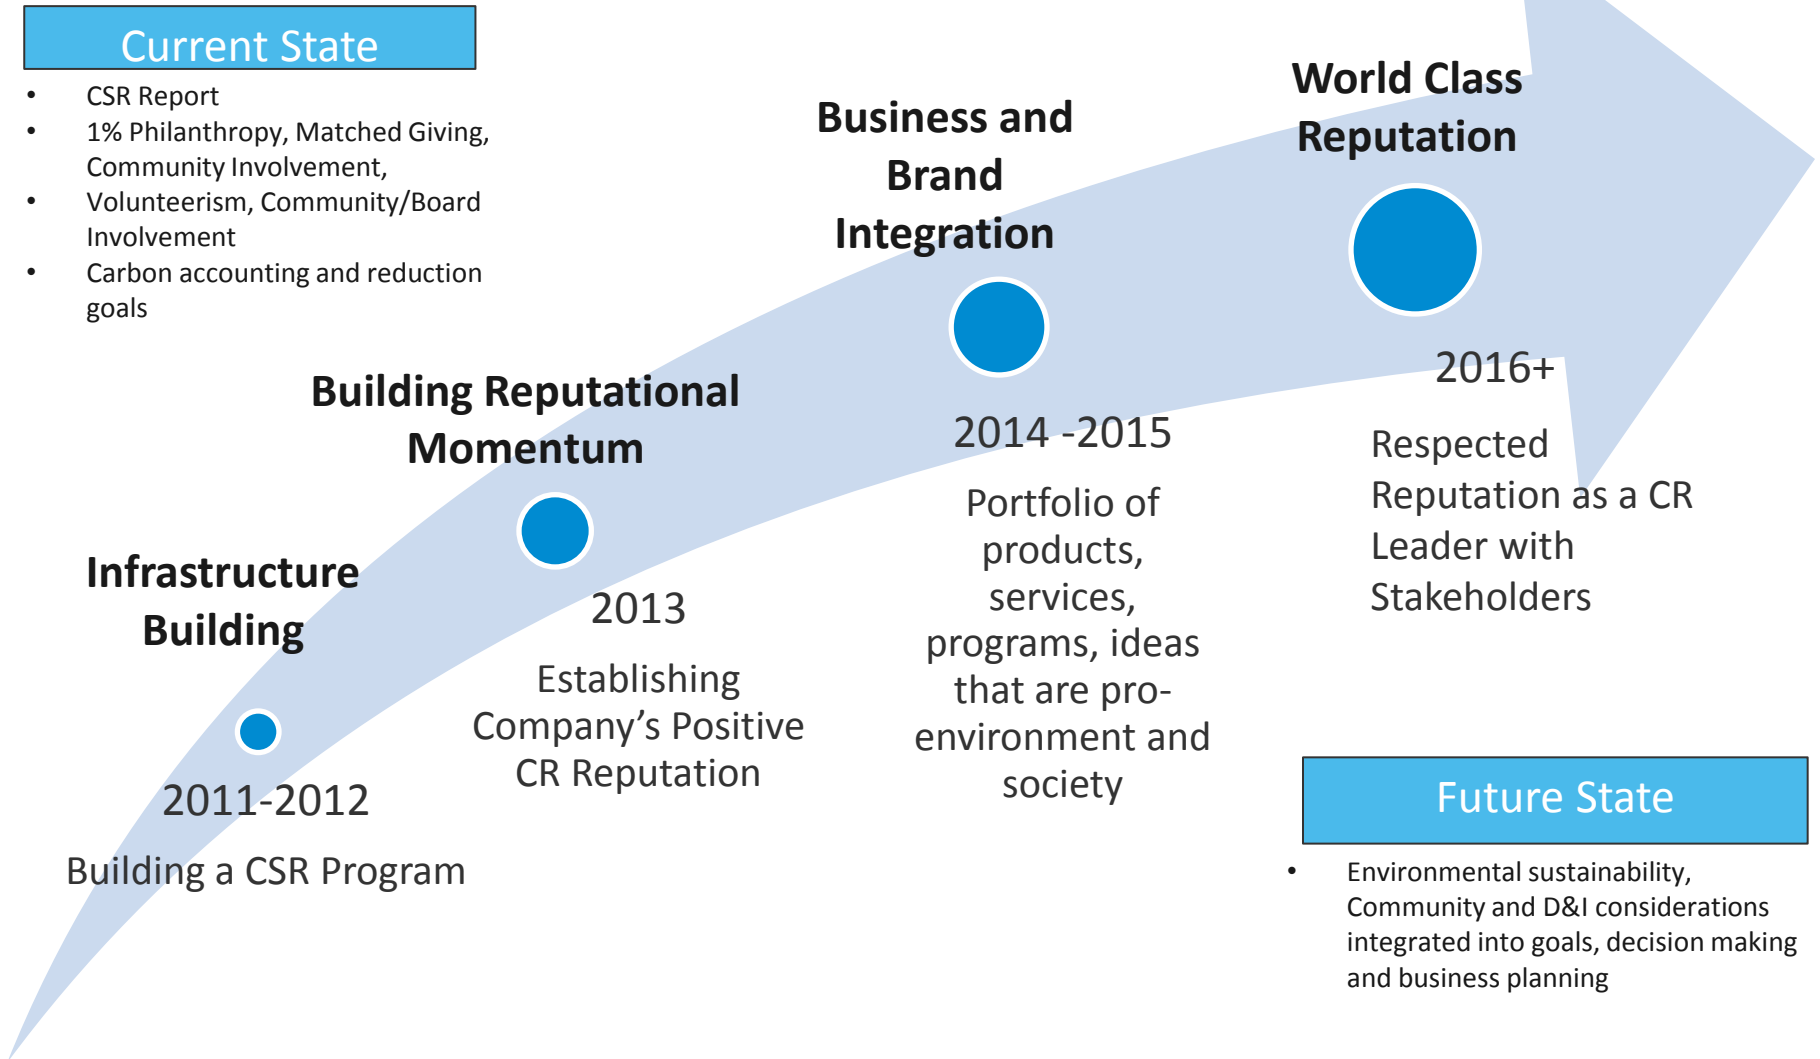 Current State
• CSR Report
• 1% Philanthropy, Matched Giving,
Community Involvement,
• Volunteerism, Community/Board
Involvement
• Carbon accounting and reduction
goals
Infrastructure
Building
2011-2012
Building a CSR Program
Building Reputational
Momentum
2013
Establishing
Company’s Positive
CR Reputation
Business and
Brand
Integration
2014 -2015
Portfolio of
products,
services,
programs, ideas
that are pro-
environment and
society
World Class
Reputation
2016+
Respected
Reputation as a CR
Leader with
Stakeholders
Future State
• Environmental sustainability,
Community and D&I considerations
integrated into goals, decision making
and business planning